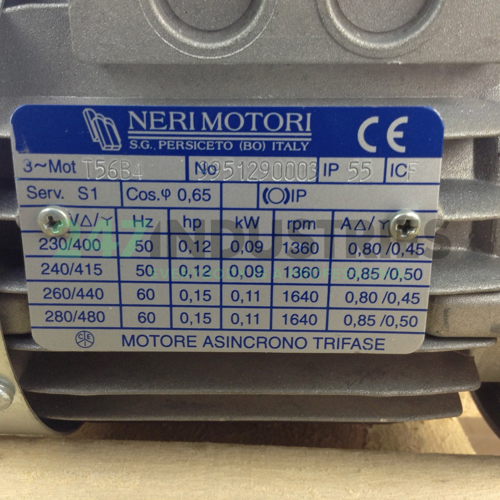 NERI MOTORI
S.G. PERSICETO (BO) ITALY
CE
3~Mot T56B4 No 9951290003 IP 55 IC F
Serv. S1 Cos.φ 0,65 IP
V∆/Y Hz hp kW rpm A∆/Y
230/400 50 0,12 0,09 1360 0,80/0,45
240/415 50 0,12 0,09 1360 0,85/0,50
260/440 60 0,15 0,11 1640 0,80/0,45
280/480 60 0,15 0,11 1640 0,85/0,50
MOTORE ASINCRONO TRIFASE